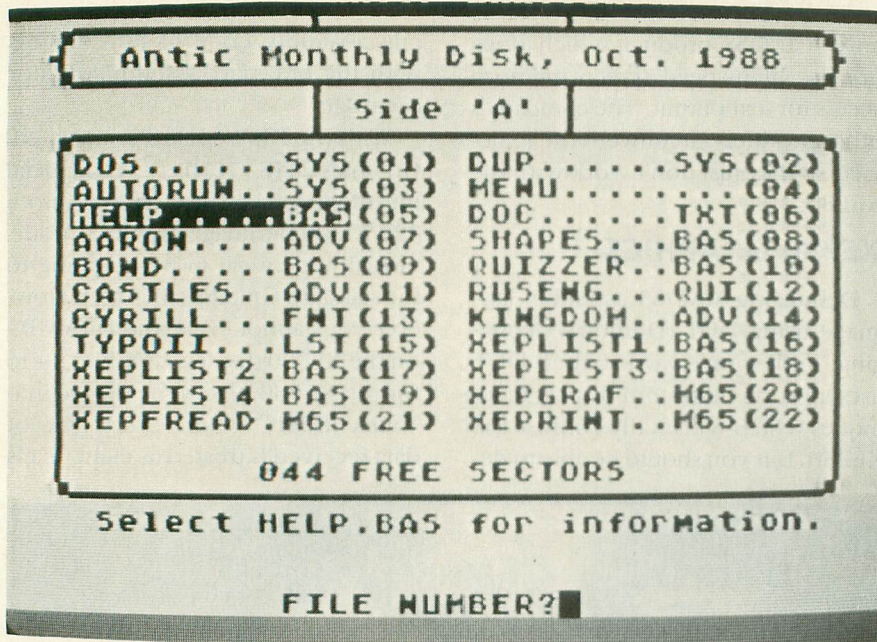 Antic Monthly Disk, Oct. 1988
Side 'A'
DOS..... SYS(01) DUP......SYS(02)
AUTORUN..SYS(03) MENU........(04)
HELP.....BAS(05) DOC......TXT(06)
AARON....ADV(07) SHAPES...BAS(08)
BOND.....BAS(09) QUIZZER..BAS(10)
CASTLES..ADV(11) RUSENG...QUI(12)
CYRILL   FNT(13) KINGDOM..ADV(14)
TYPOII...LST(15) XEPLIST1.BAS(16)
XEPLIST2.BAS(17) XEPLIST3.BAS(18)
XEPLIST4.BAS(19) XEPGRAF..M65(20)
XEPFREAD.M65(21) XEPRINT..M65(22)
044 FREE SECTORS
Select HELP.BAS for information.
FILE NUMBER?